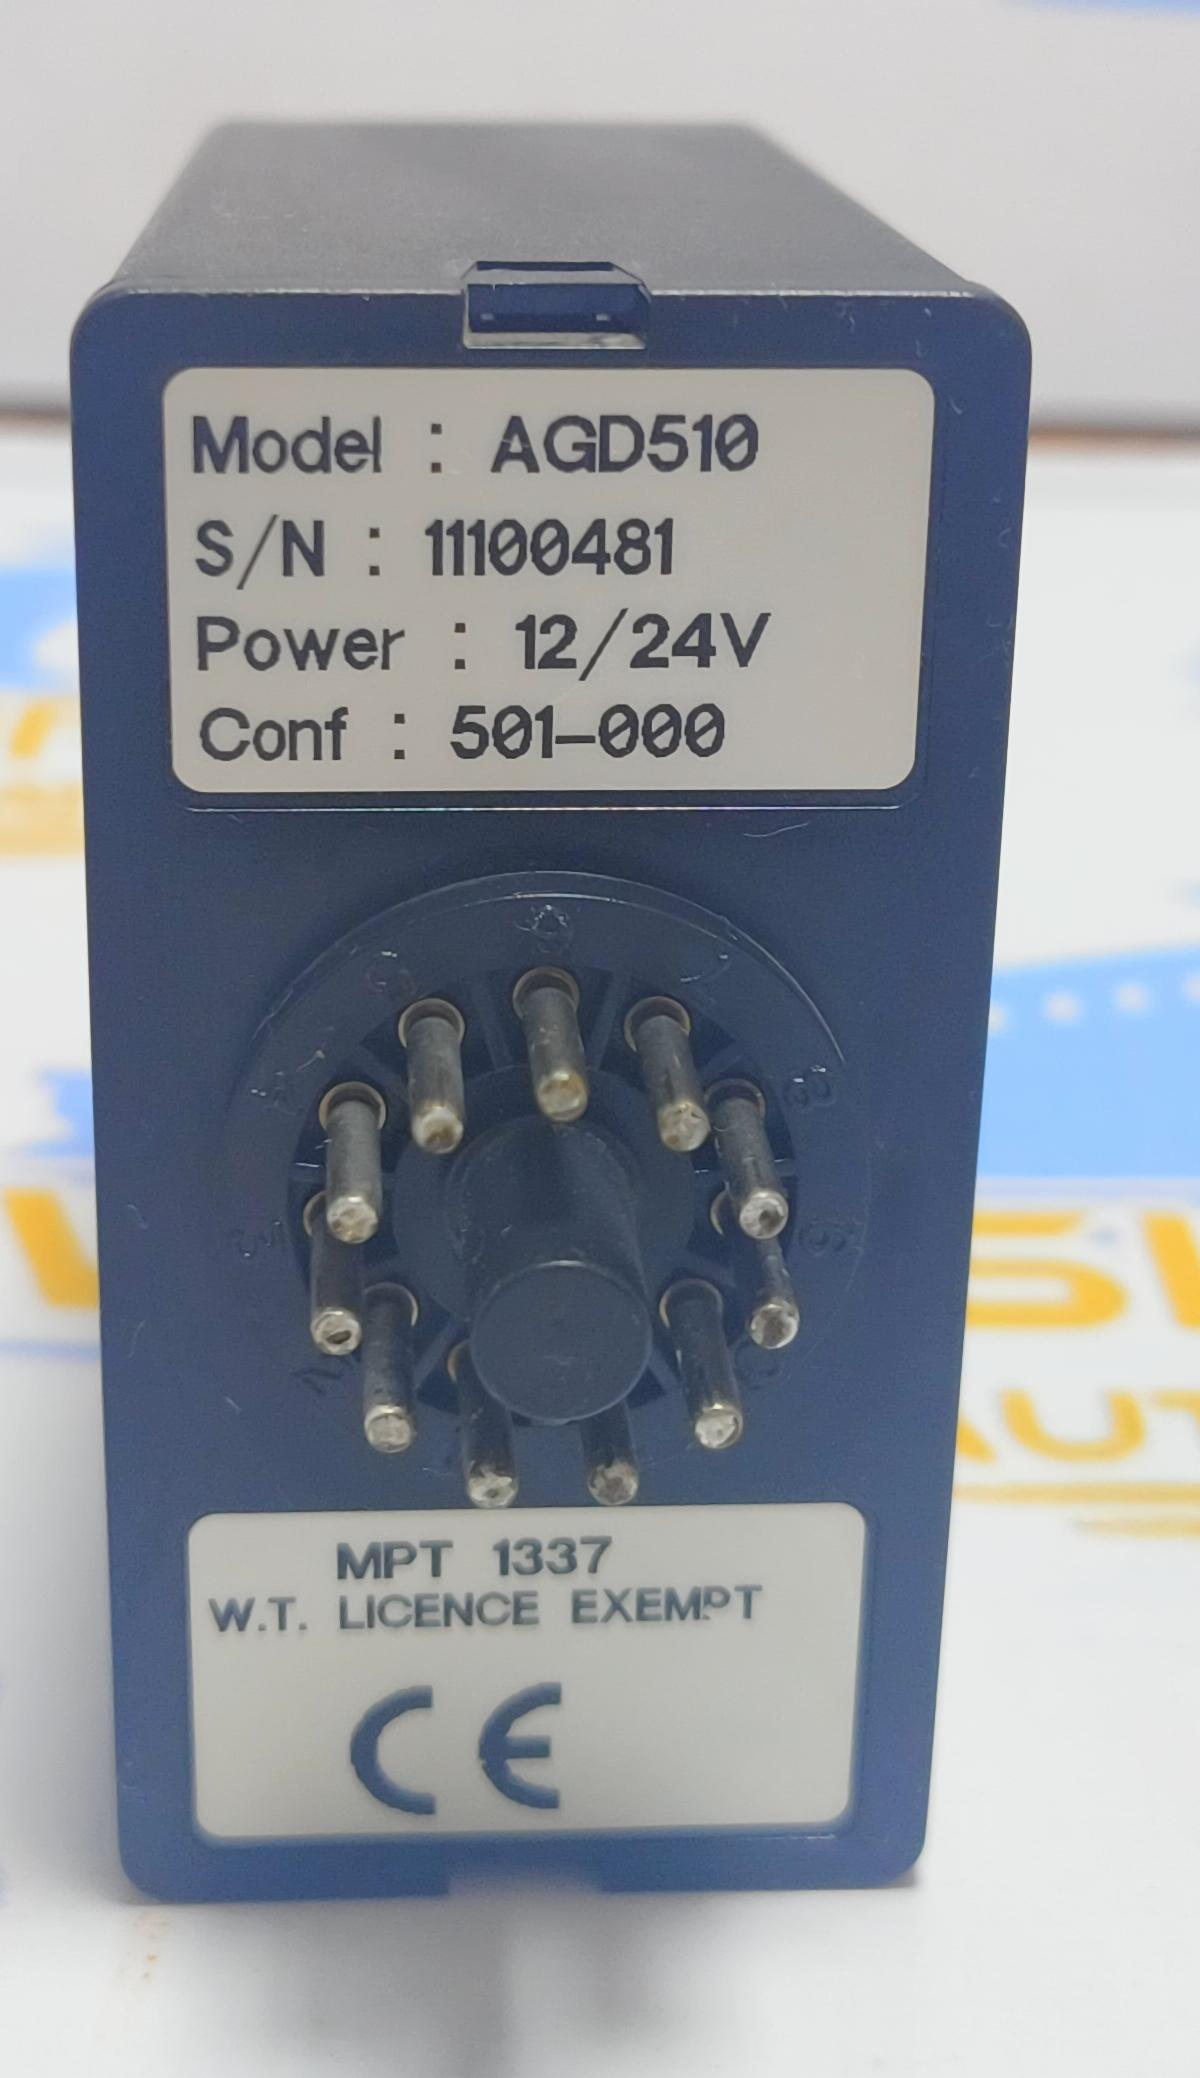 Model : AGD510
S/N : 11100481
Power : 12/24V
Conf : 501-000
MPT 1337
W.T. LICENCE EXEMPT
CE